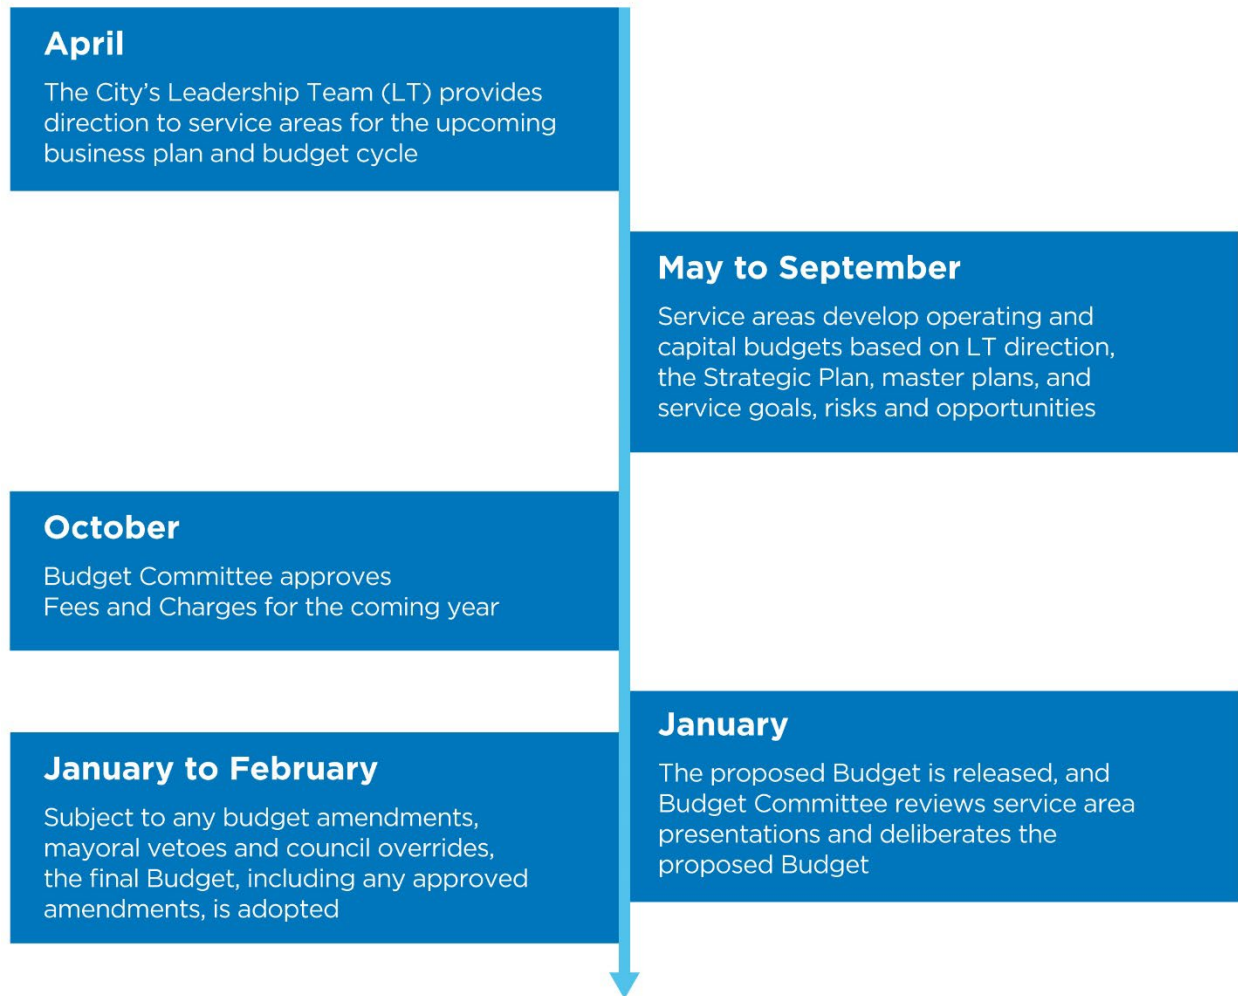 April
The City’s Leadership Team (LT) provides
direction to service areas for the upcoming
business plan and budget cycle
May to September
Service areas develop operating and
capital budgets based on LT direction,
the Strategic Plan, master plans, and
service goals, risks and opportunities
October
Budget Committee approves
Fees and Charges for the coming year
January
The proposed Budget is released, and
Budget Committee reviews service area
presentations and deliberates the
proposed Budget
January to February
Subject to any budget amendments,
mayoral vetoes and council overrides,
the final Budget, including any approved
amendments, is adopted